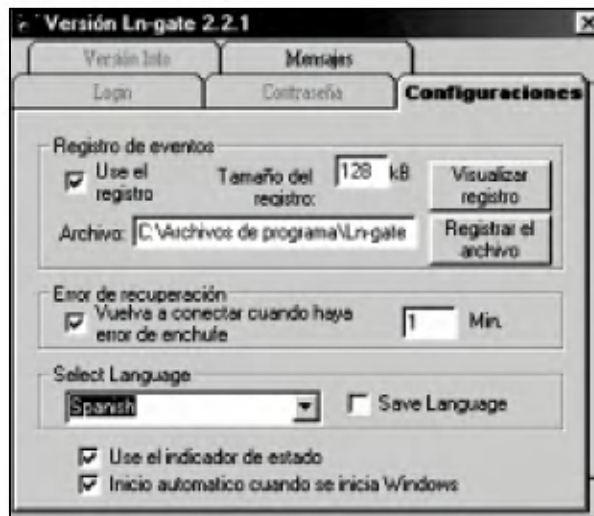 Versión Ln-gate 2.2.1
Versión Info Mensajes
Login Contraseña Configuraciones
Registro de eventos
Use el registro Tamaño del registro: 128 kB Visualizar registro
Archivo: C:\Archivos de programa\Ln-gate Registrar el archivo
Error de recuperación
Vuelva a conectar cuando haya error de enchufe 1 Min.
Select Language
Spanish Save Language
Use el indicador de estado
Inicio automatico cuando se inicia Windows